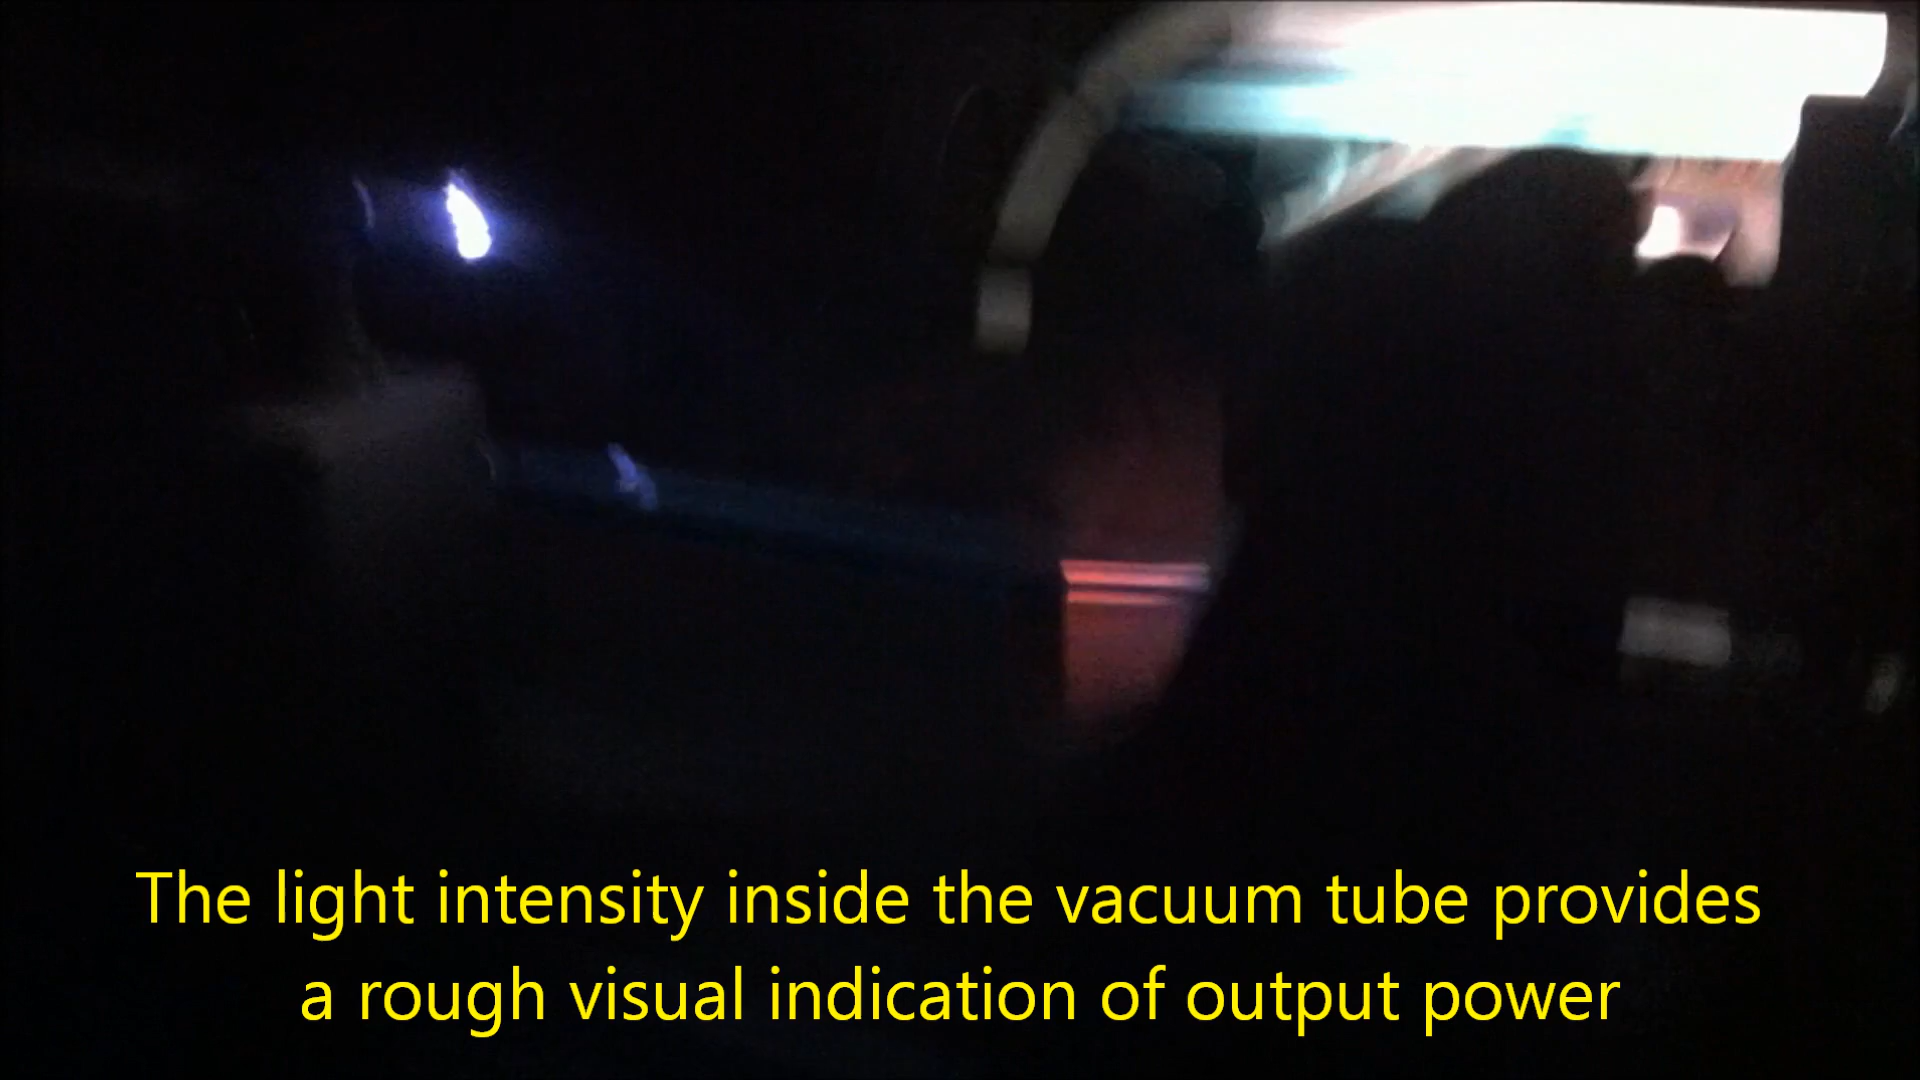 The light intensity inside the vacuum tube provides
a rough visual indication of output power